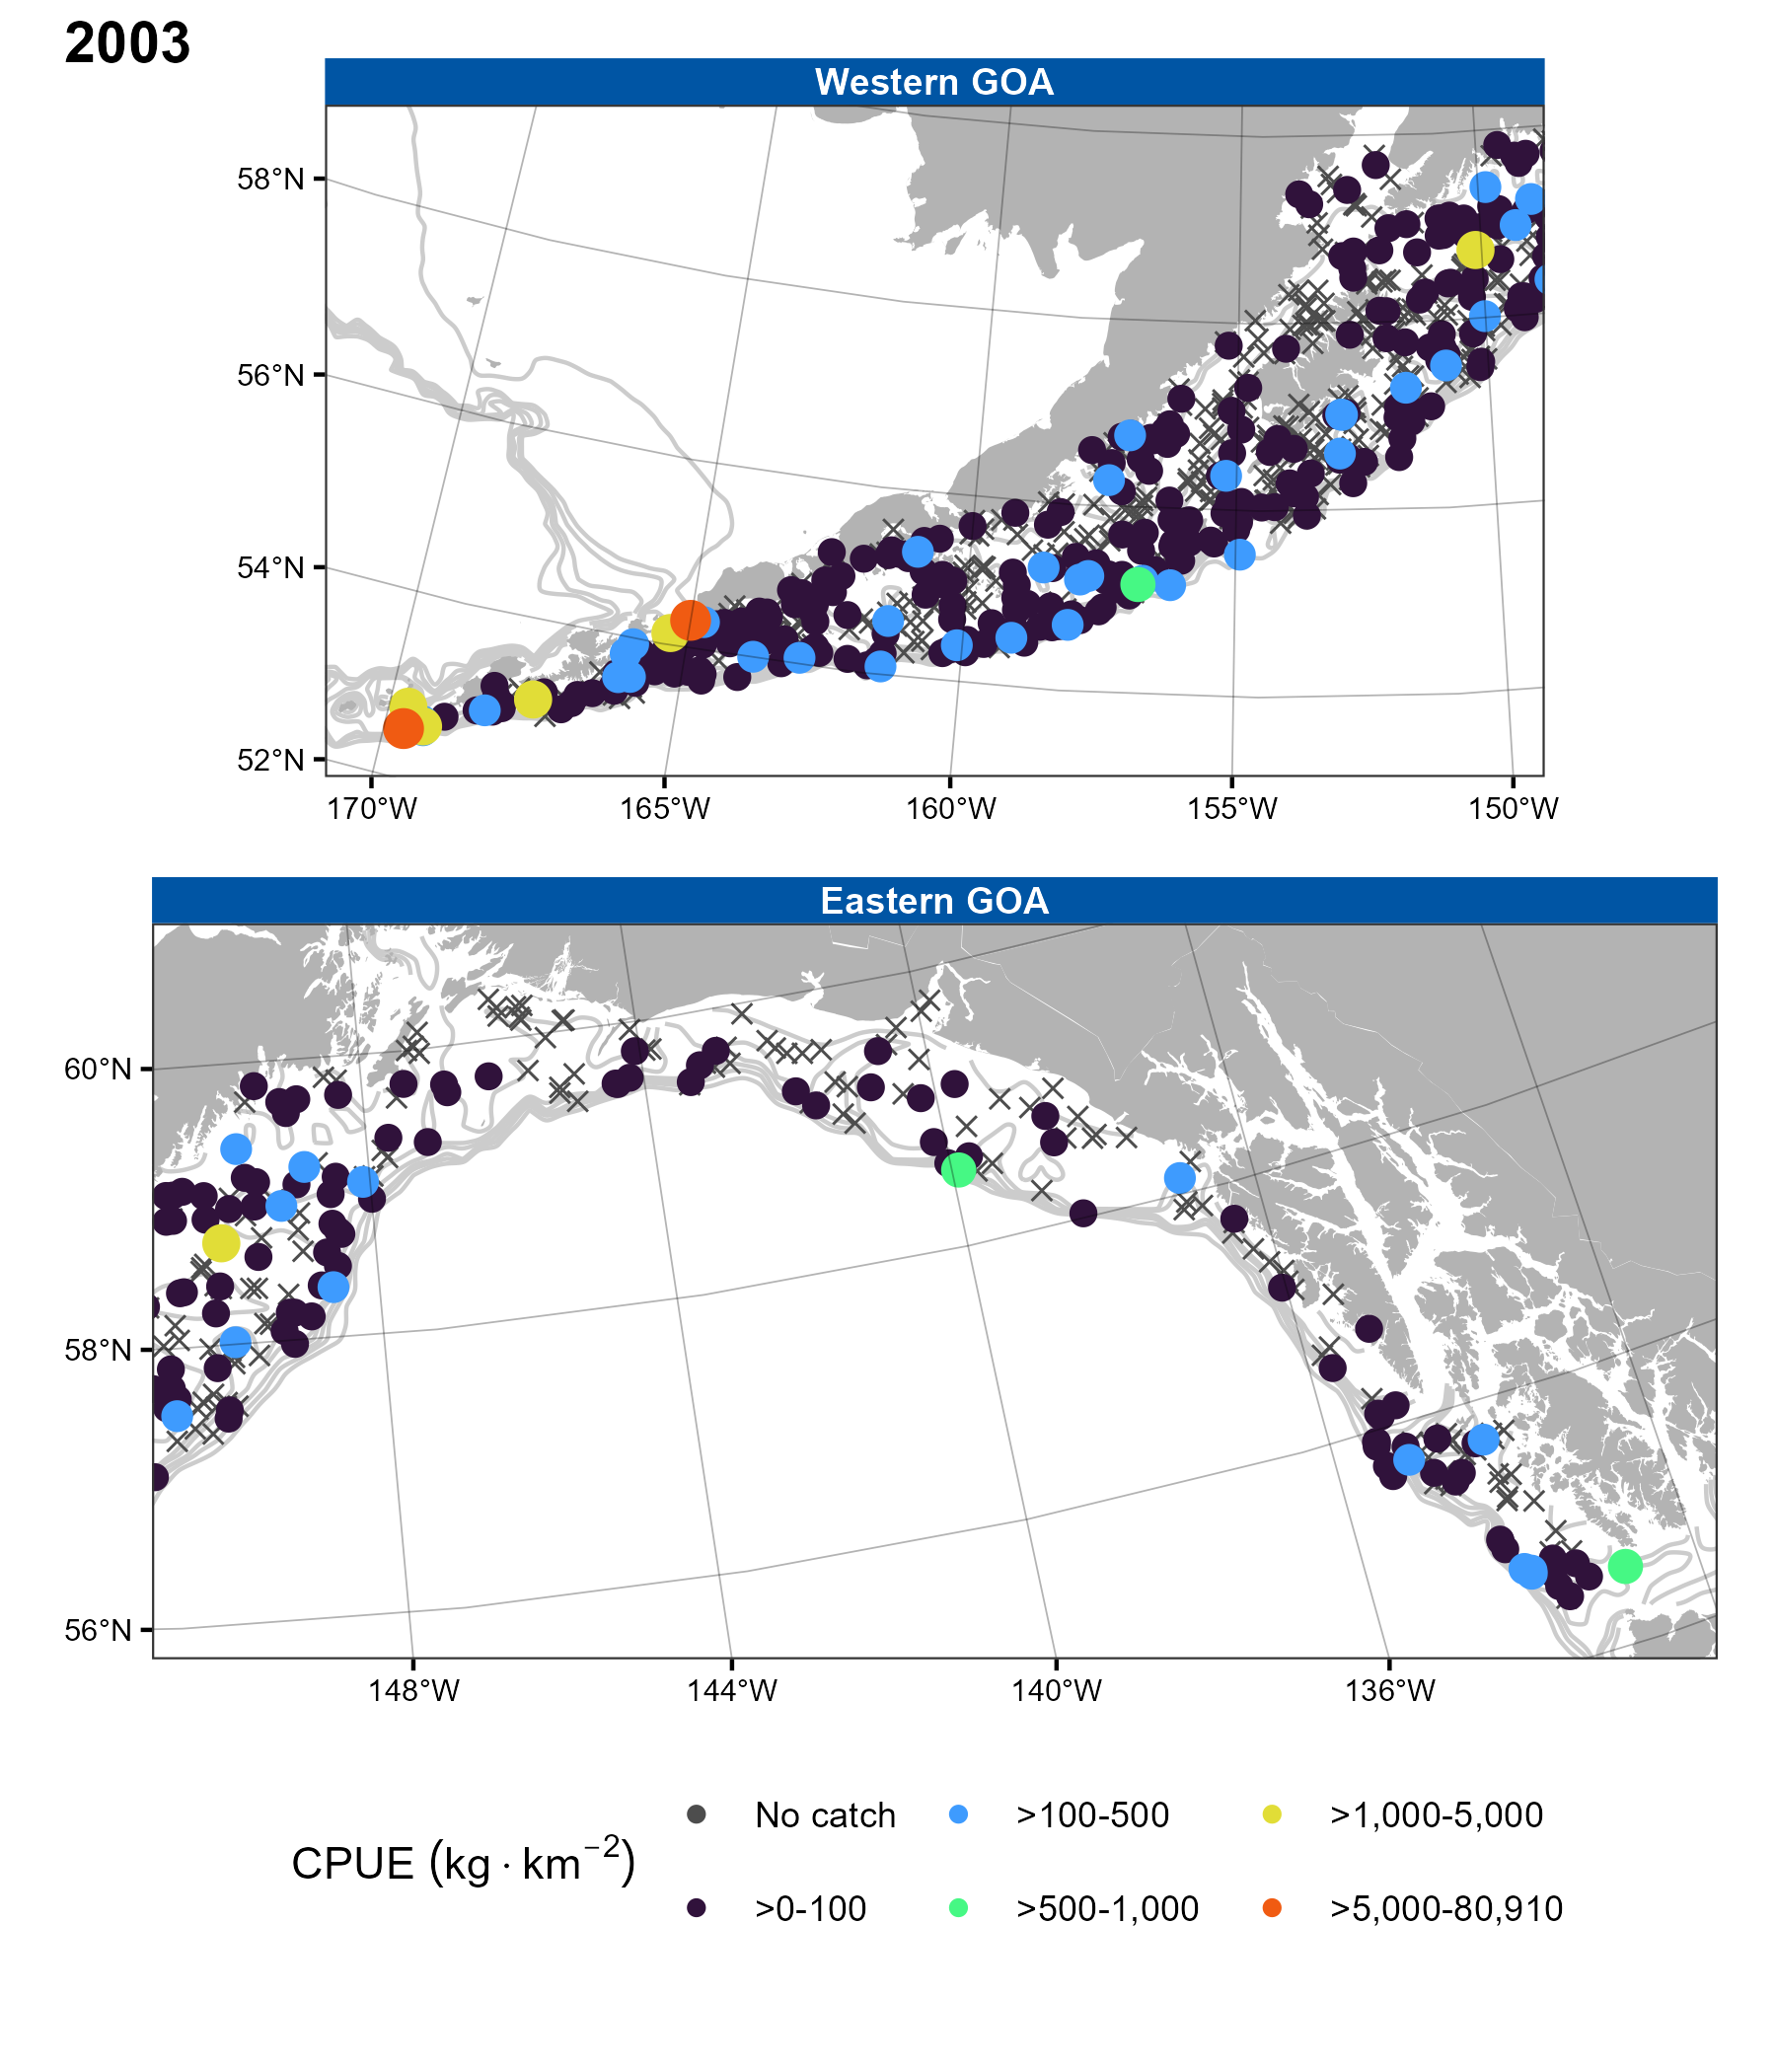 2003
Western GOA
58°N
56°N
54°N
52°N
170°W 165°W 160°W 155°W 150°W
Eastern GOA
60°N
58°N
56°N
148°W 144°W 140°W 136°W
CPUE (kg · km⁻²)
No catch >100-500 >1,000-5,000
>0-100 >500-1,000 >5,000-80,910